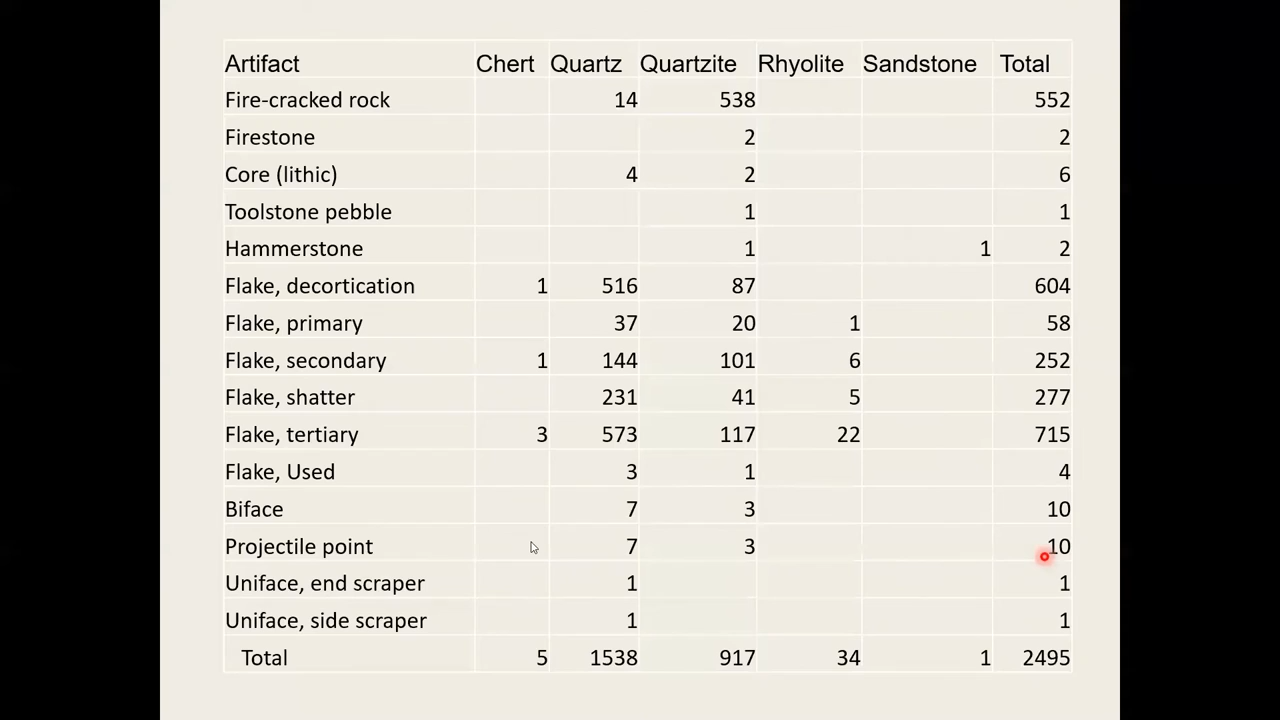 Artifact Chert Quartz Quartzite Rhyolite Sandstone Total
Fire-cracked rock 14 538 552
Firestone 2 2
Core (lithic) 4 2 6
Toolstone pebble 1 1
Hammerstone 1 1 2
Flake, decortication 1 516 87 604
Flake, primary 37 20 1 58
Flake, secondary 1 144 101 6 252
Flake, shatter 231 41 5 277
Flake, tertiary 3 573 117 22 715
Flake, Used 3 1 4
Biface 7 3 10
Projectile point 7 3 10
Uniface, end scraper 1 1
Uniface, side scraper 1 1
Total 5 1538 917 34 1 2495